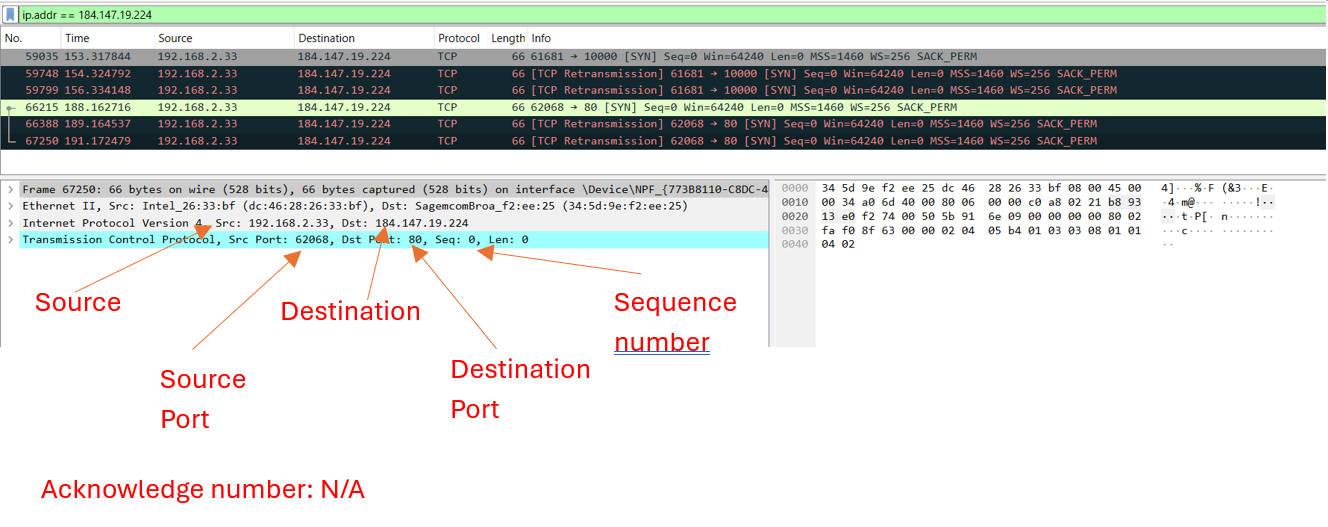 ip.addr == 184.147.19.224
No. Time Source Destination Protocol Length Info
59035 153.317844 192.168.2.33 184.147.19.224 TCP 66 61681 → 10000 [SYN] Seq=0 Win=64240 Len=0 MSS=1460 WS=256 SACK_PERM
59748 154.324792 192.168.2.33 184.147.19.224 TCP 66 [TCP Retransmission] 61681 → 10000 [SYN] Seq=0 Win=64240 Len=0 MSS=1460 WS=256 SACK_PERM
59799 156.334148 192.168.2.33 184.147.19.224 TCP 66 [TCP Retransmission] 61681 → 10000 [SYN] Seq=0 Win=64240 Len=0 MSS=1460 WS=256 SACK_PERM
66215 188.162716 192.168.2.33 184.147.19.224 TCP 66 62068 → 80 [SYN] Seq=0 Win=64240 Len=0 MSS=1460 WS=256 SACK_PERM
66388 189.164537 192.168.2.33 184.147.19.224 TCP 66 [TCP Retransmission] 62068 → 80 [SYN] Seq=0 Win=64240 Len=0 MSS=1460 WS=256 SACK_PERM
67250 191.172479 192.168.2.33 184.147.19.224 TCP 66 [TCP Retransmission] 62068 → 80 [SYN] Seq=0 Win=64240 Len=0 MSS=1460 WS=256 SACK_PERM
Frame 67250: 66 bytes on wire (528 bits), 66 bytes captured (528 bits) on interface \Device\NPF_{773B8110-C8DC-4
Ethernet II, Src: Intel_26:33:bf (dc:46:28:26:33:bf), Dst: SagemcomBroa_f2:ee:25 (34:5d:9e:f2:ee:25)
Internet Protocol Version 4, Src: 192.168.2.33, Dst: 184.147.19.224
Transmission Control Protocol, Src Port: 62068, Dst Port: 80, Seq: 0, Len: 0
0000 34 5d 9e f2 ee 25 dc 46 28 26 33 bf 08 00 45 00 4]···%·F (&3···E·
0010 00 34 a0 6d 40 00 80 06 00 00 c0 a8 02 21 b8 93 ·4·m@··· ·····!··
0020 13 e0 f2 74 00 50 5b 91 6e 09 00 00 00 00 80 02 ···t·P[· n·······
0030 fa f0 8f 63 00 00 02 04 05 b4 01 03 03 08 01 01 ···c···· ········
0040 04 02 ··
Source
Destination
Sequence
number
Source
Port
Destination
Port
Acknowledge number: N/A